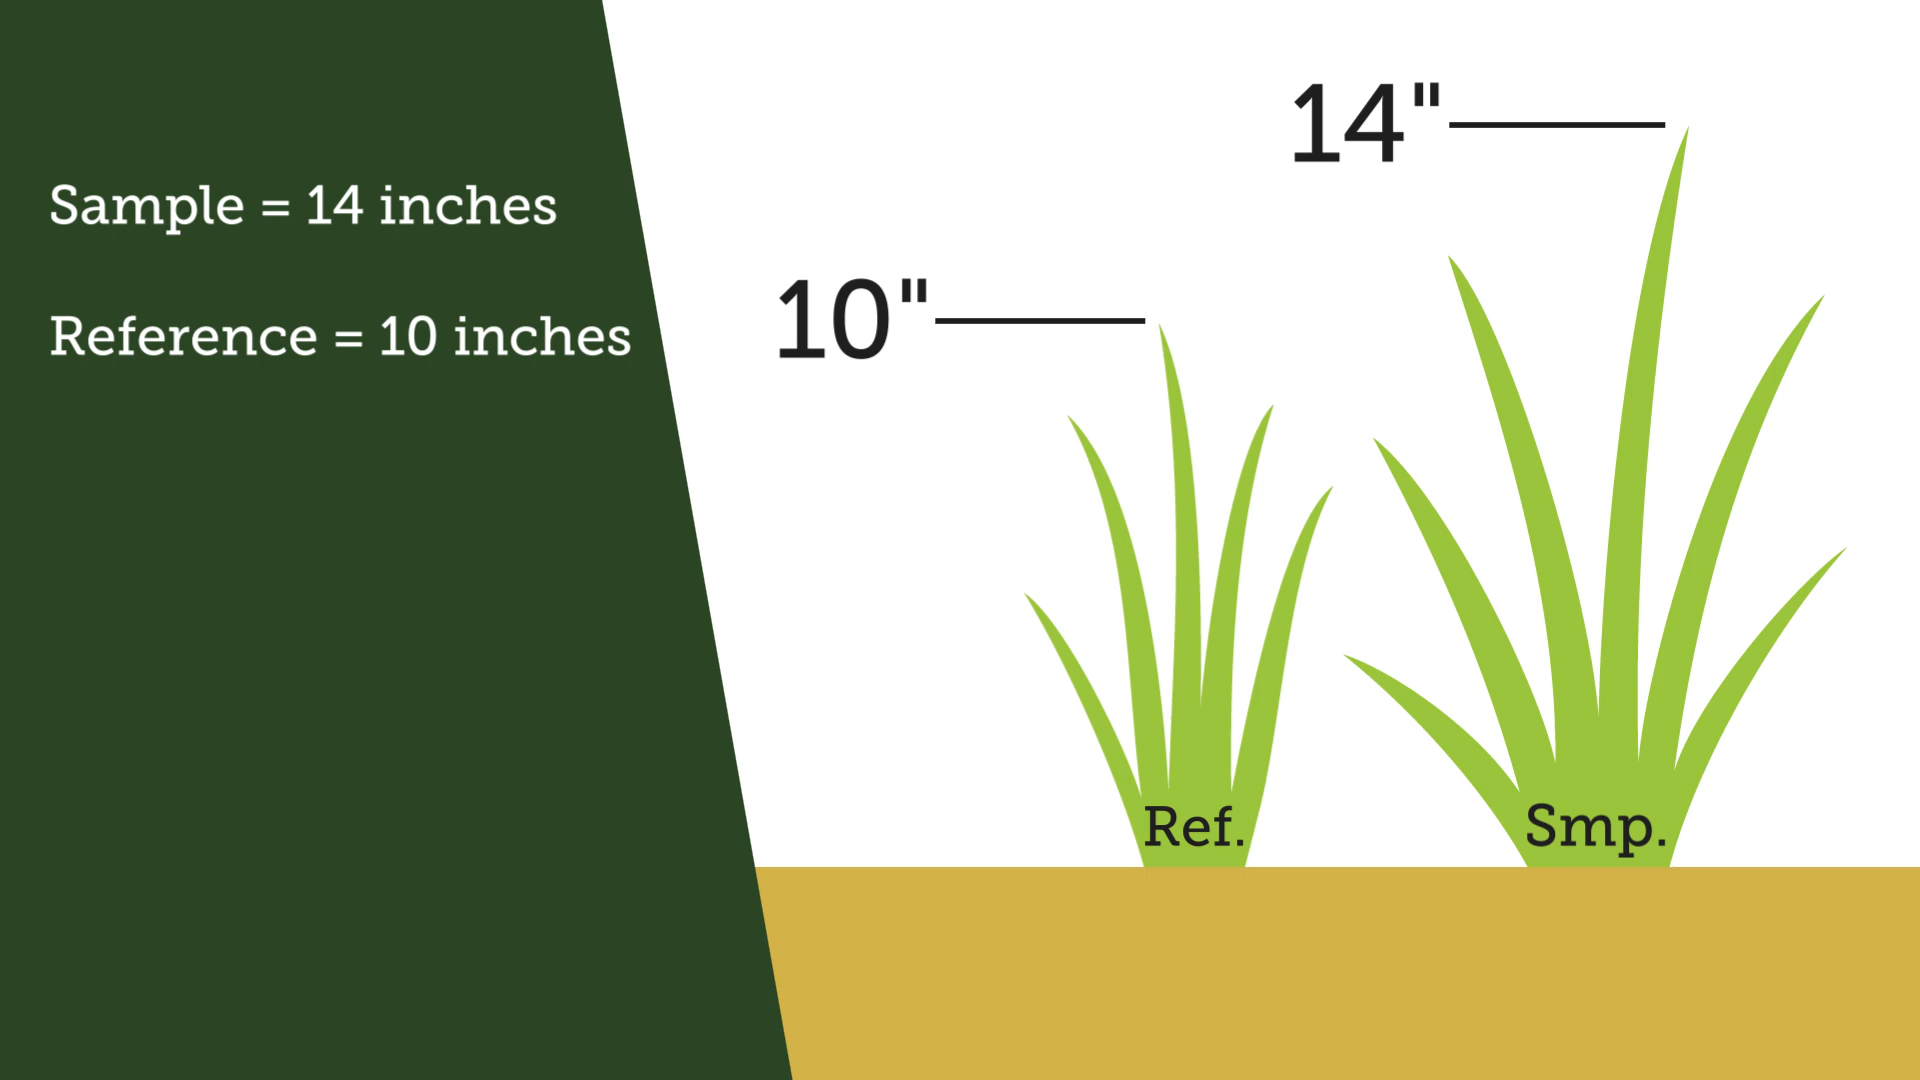 Sample = 14 inches
Reference = 10 inches
14"
10"
Ref.
Smp.